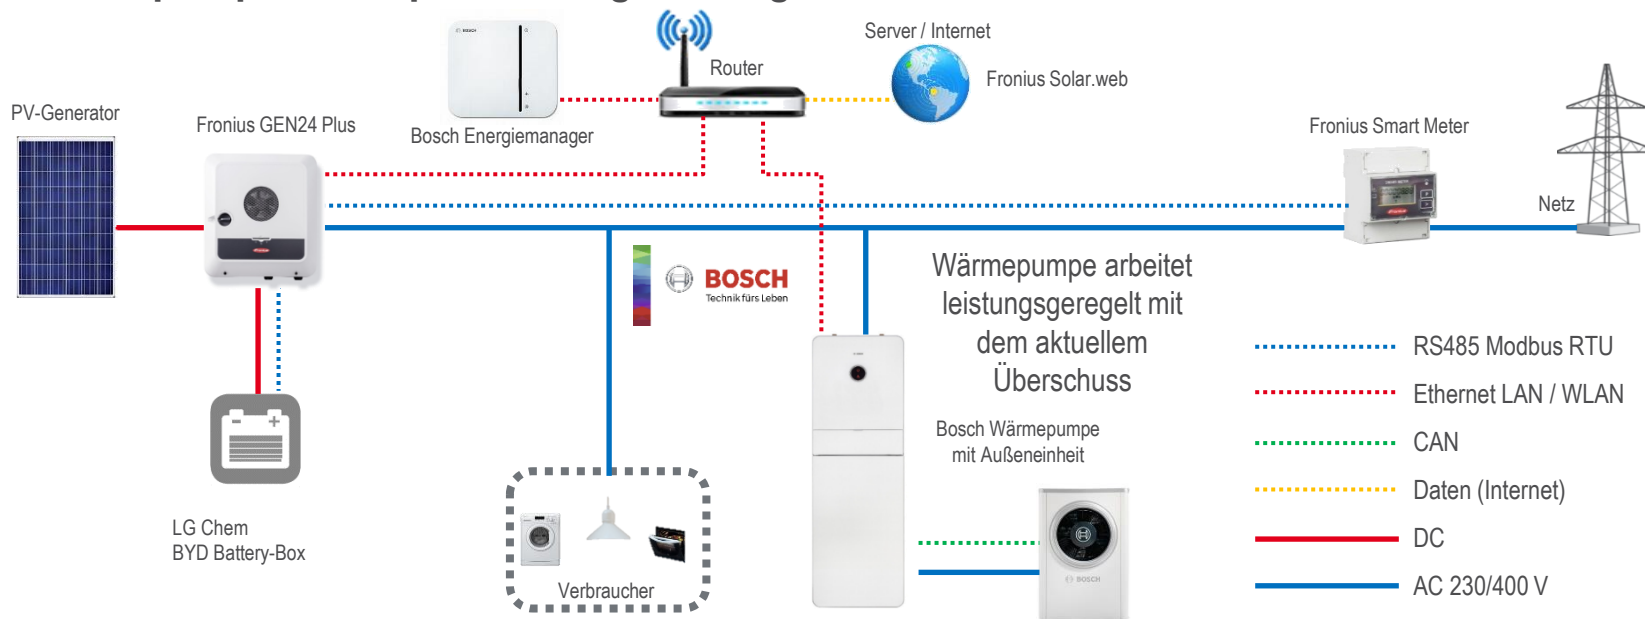 Server / Internet
Router
Fronius Solar.web
PV-Generator
Fronius GEN24 Plus
Bosch Energiemanager
Fronius Smart Meter
Netz
BOSCH
Technik fürs Leben
Wärmepumpe arbeitet
leistungsgeregelt mit
dem aktuellem
Überschuss
RS485 Modbus RTU
Ethernet LAN / WLAN
CAN
Daten (Internet)
DC
AC 230/400 V
Bosch Wärmepumpe
mit Außeneinheit
LG Chem
BYD Battery-Box
Verbraucher
BOSCH
BOSCH